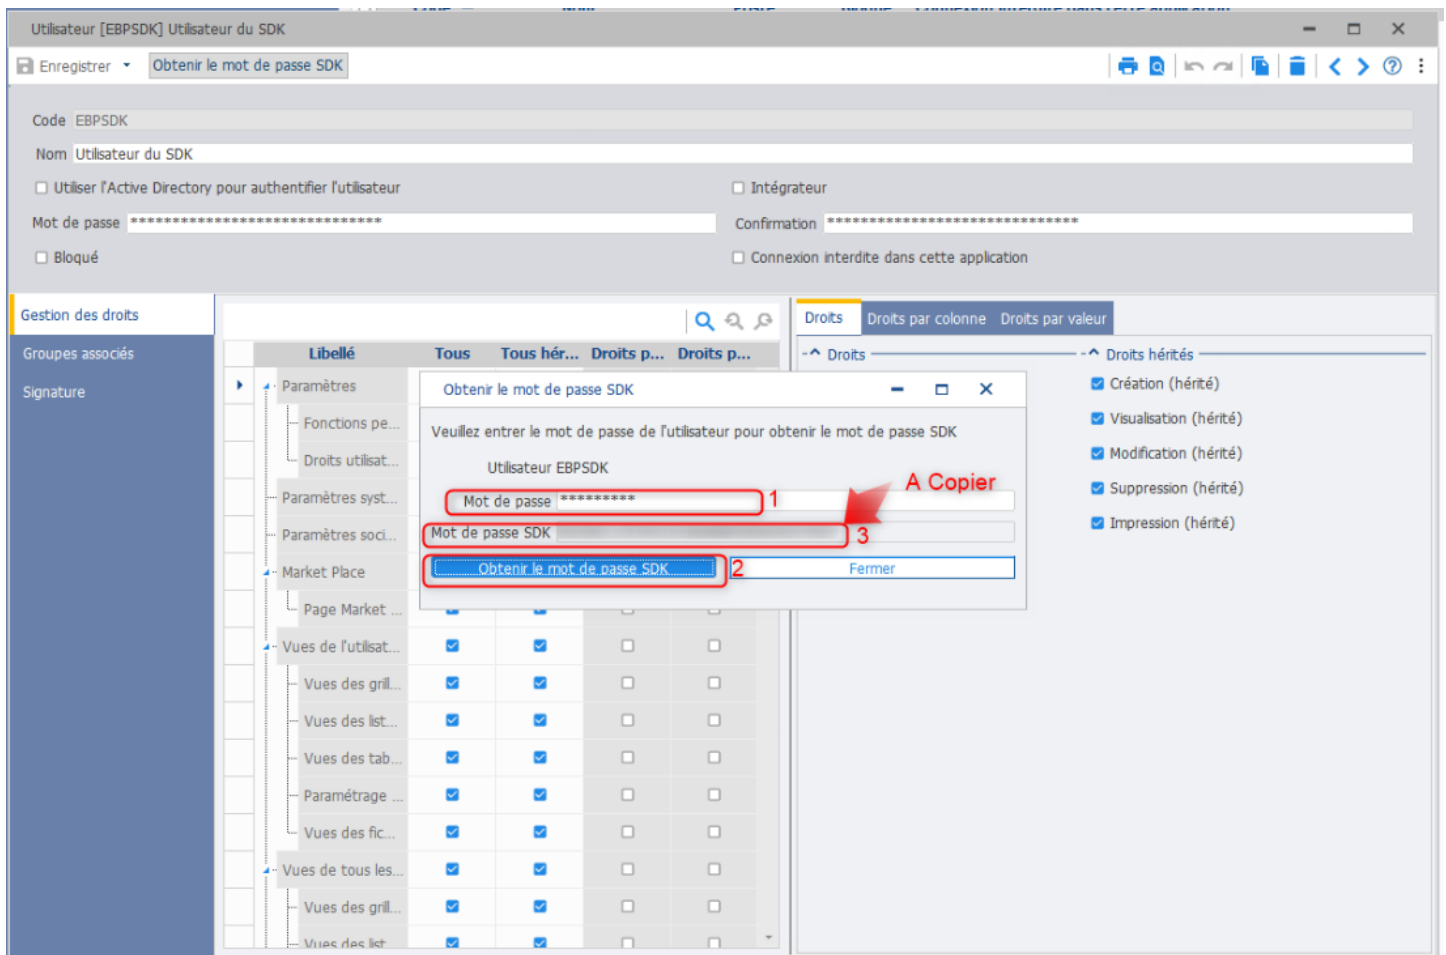 Utilisateur [EBPSDK] Utilisateur du SDK
Enregistrer Obtenir le mot de passe SDK
Code EBPSDK
Nom Utilisateur du SDK
Utiliser l'Active Directory pour authentifier l'utilisateur Intégrateur
Mot de passe ****************************** Confirmation ******************************
Bloqué Connexion interdite dans cette application
Gestion des droits
Groupes associés
Signature
Libellé Tous Tous hér... Droits p... Droits p...
Paramètres
Fonctions pe...
Droits utilisat...
Paramètres syst...
Paramètres soci...
Market Place
Page Market ...
Vues de l'utilisat...
Vues des gril...
Vues des list...
Vues des tab...
Paramétrage ...
Vues des fic...
Vues de tous les...
Vues des gril...
Vues des list
Droits Droits par colonne Droits par valeur
Droits Droits hérités
Création (hérité)
Visualisation (hérité)
Modification (hérité)
Suppression (hérité)
Impression (hérité)
Obtenir le mot de passe SDK
Veuillez entrer le mot de passe de l'utilisateur pour obtenir le mot de passe SDK
Utilisateur EBPSDK
A Copier
Mot de passe ********* 1
Mot de passe SDK 3
Obtenir le mot de passe SDK 2 Fermer